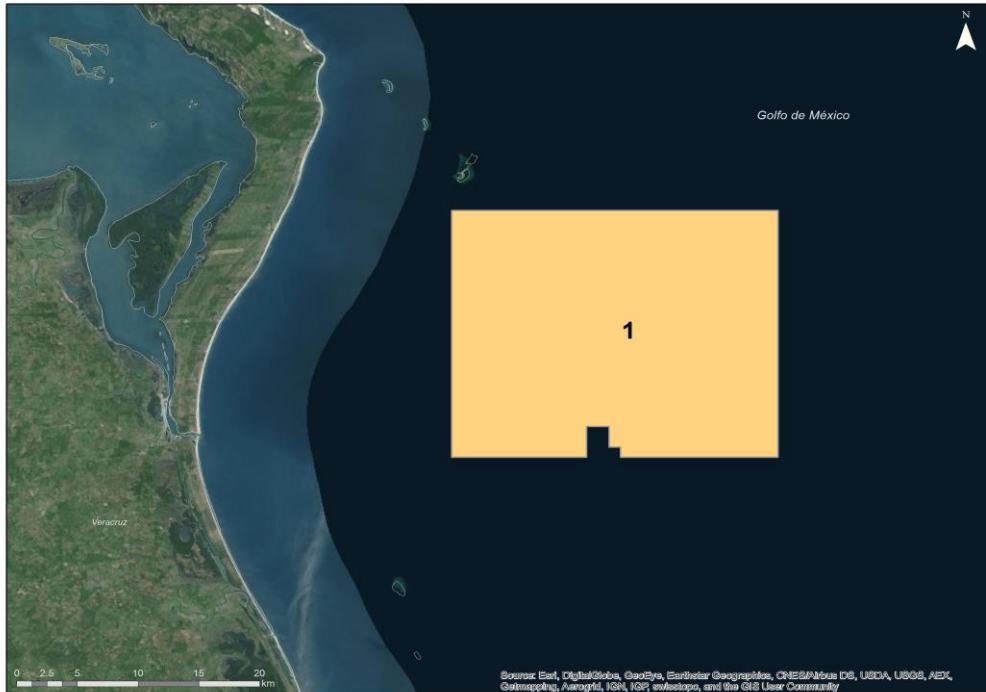 N
Golfo de México
1
Veracruz
0 2.5 5 10 15 20
km
Source: Esri, DigitalGlobe, GeoEye, Earthstar Geographics, CNES/Airbus DS, USDA, USGS, AEX,
Getmapping, Aerogrid, IGN, IGP, swisstopo, and the GIS User Community